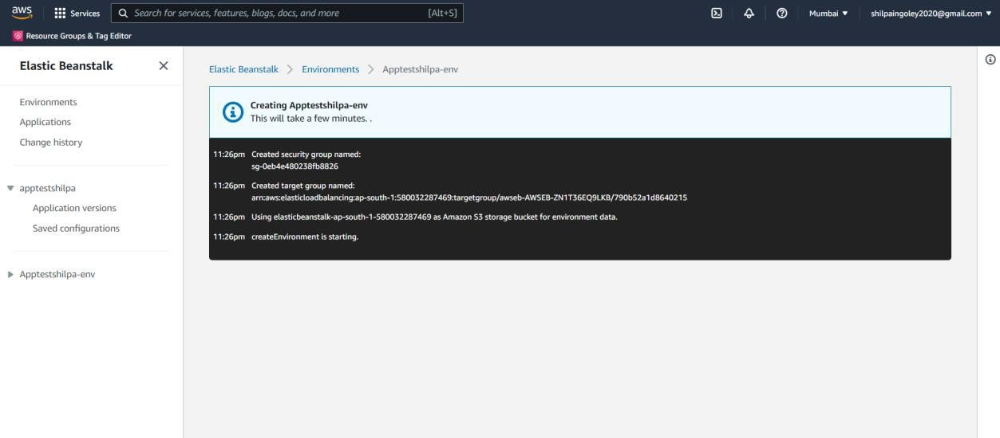 aws Services Search for services, features, blogs, docs, and more [Alt+S] Mumbai shilpaingoley2020@gmail.com
Resource Groups & Tag Editor
Elastic Beanstalk
Environments
Applications
Change history
apptestshilpa
Application versions
Saved configurations
Apptestshilpa-env
Elastic Beanstalk Environments Apptestshilpa-env
Creating Apptestshilpa-env
This will take a few minutes. .
11:26pm Created security group named:
sg-0eb4e480238fb8826
11:26pm Created target group named:
arn:aws:elasticloadbalancing:ap-south-1:580032287469:targetgroup/awseb-AWSEB-ZN1T36EQ9LKB/790b52a1d8640215
11:26pm Using elasticbeanstalk-ap-south-1-580032287469 as Amazon S3 storage bucket for environment data.
11:26pm createEnvironment is starting.